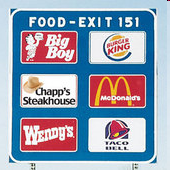 FOOD-EXIT 151
Big
Boy
BURGER
KING
Chapp's
Steakhouse
McDonald's
WENDY'S
TACO
BELL